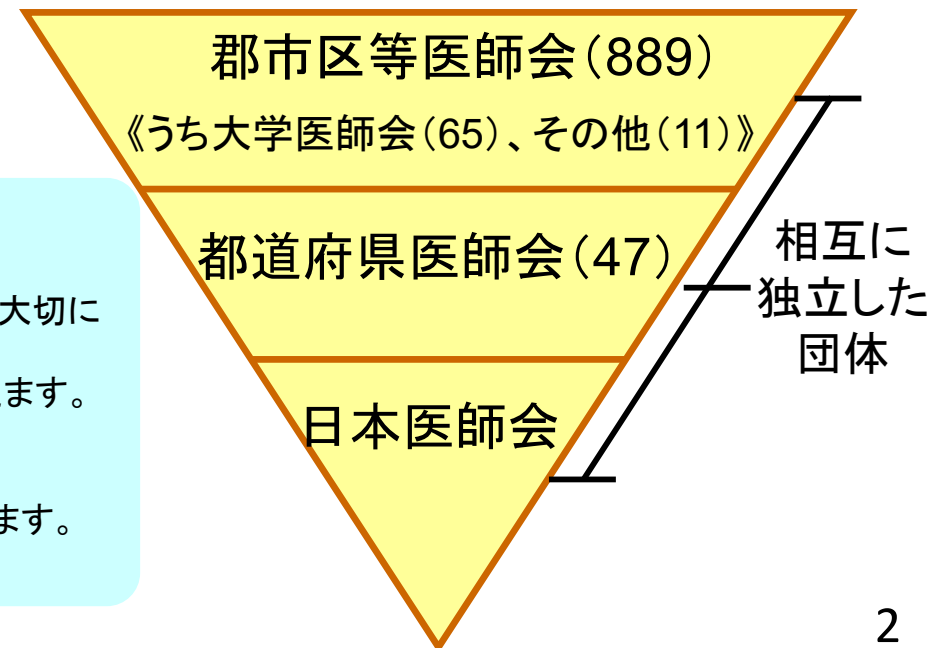 郡市区等医師会(889)
《うち大学医師会(65)、その他(11)》
都道府県医師会(47)
日本医師会
相互に
独立した
団体
大切に
ます。
ます。
2